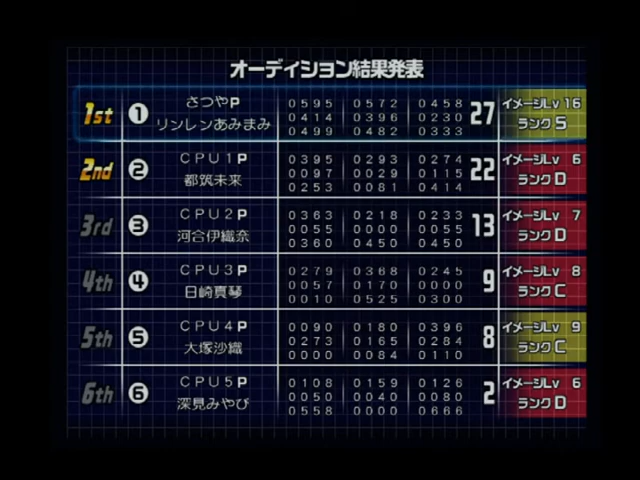 オーディション結果発表
1st 1 さつやP 0595 0572 0458 27 イメージLv 16
リンレンあみまみ 0414 0396 0230 ランク S
0499 0482 0333
2nd 2 CPU1P 0395 0293 0274 22 イメージLv 6
都筑未来 0097 0029 0115 ランク D
0253 0081 0414
3rd 3 CPU2P 0363 0218 0233 13 イメージLv 7
河合伊織奈 0055 0000 0055 ランク D
0360 0450 0450
4th 4 CPU3P 0279 0368 0245 9 イメージLv 8
日崎真琴 0057 0170 0000 ランク C
0010 0525 0300
5th 5 CPU4P 0090 0180 0396 8 イメージLv 9
大塚沙織 0273 0165 0284 ランク C
0000 0084 0110
6th 6 CPU5P 0108 0159 0126 2 イメージLv 6
深見みやび 0050 0040 0080 ランク D
0558 0000 0666